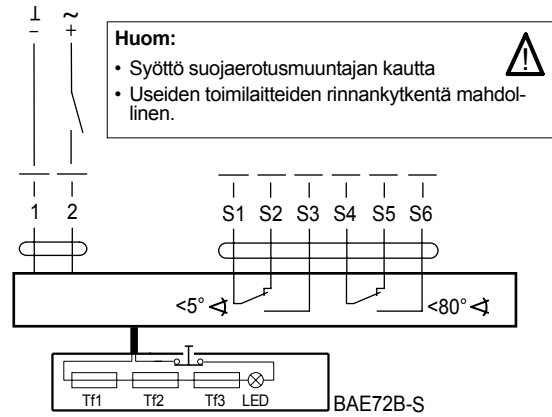 ⊥ ~
- +
Huom:
• Syöttö suojaerotusmuuntajan kautta
• Useiden toimilaitteiden rinnankytkentä mahdol-
linen.
1 2 S1 S2 S3 S4 S5 S6
<5° <80°
Tf1 Tf2 Tf3 LED
BAE72B-S